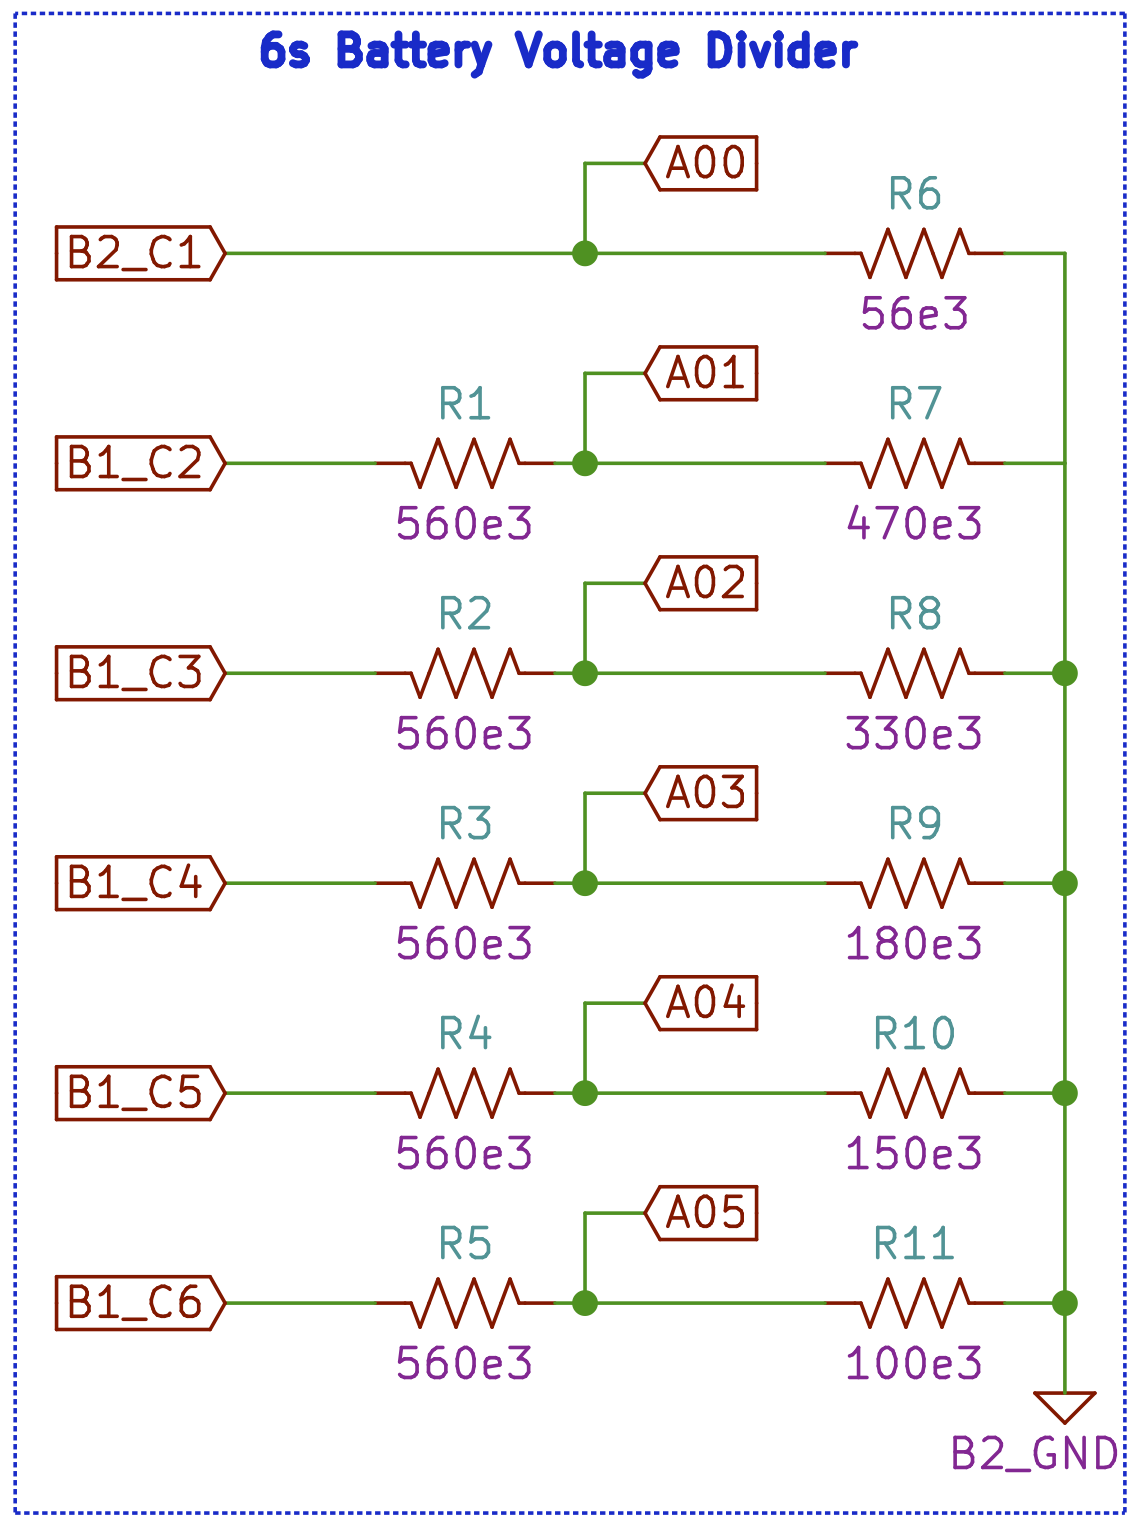 6s Battery Voltage Divider
A00
R6
B2_C1
56e3
A01
R1 R7
B1_C2
560e3 470e3
A02
R2 R8
B1_C3
560e3 330e3
A03
R3 R9
B1_C4
560e3 180e3
A04
R4 R10
B1_C5
560e3 150e3
A05
R5 R11
B1_C6
560e3 100e3
B2_GND